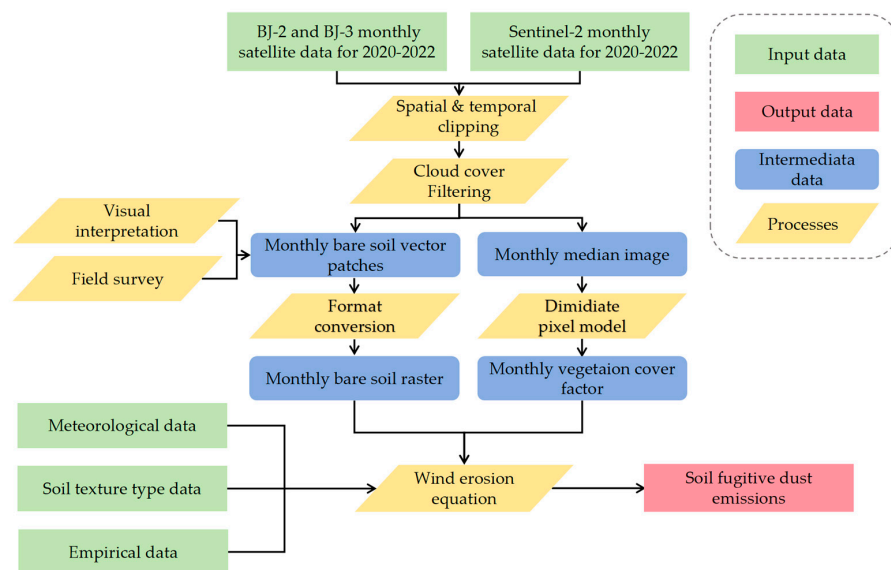 BJ-2 and BJ-3 monthly
satellite data for 2020-2022
Sentinel-2 monthly
satellite data for 2020-2022
Input data
Output data
Intermediata
data
Processes
Spatial & temporal
clipping
Cloud cover
Filtering
Visual
interpretation
Field survey
Monthly bare soil vector
patches
Monthly median image
Format
conversion
Dimidiate
pixel model
Monthly bare soil raster
Monthly vegetaion cover
factor
Meteorological data
Soil texture type data
Empirical data
Wind erosion
equation
Soil fugitive dust
emissions